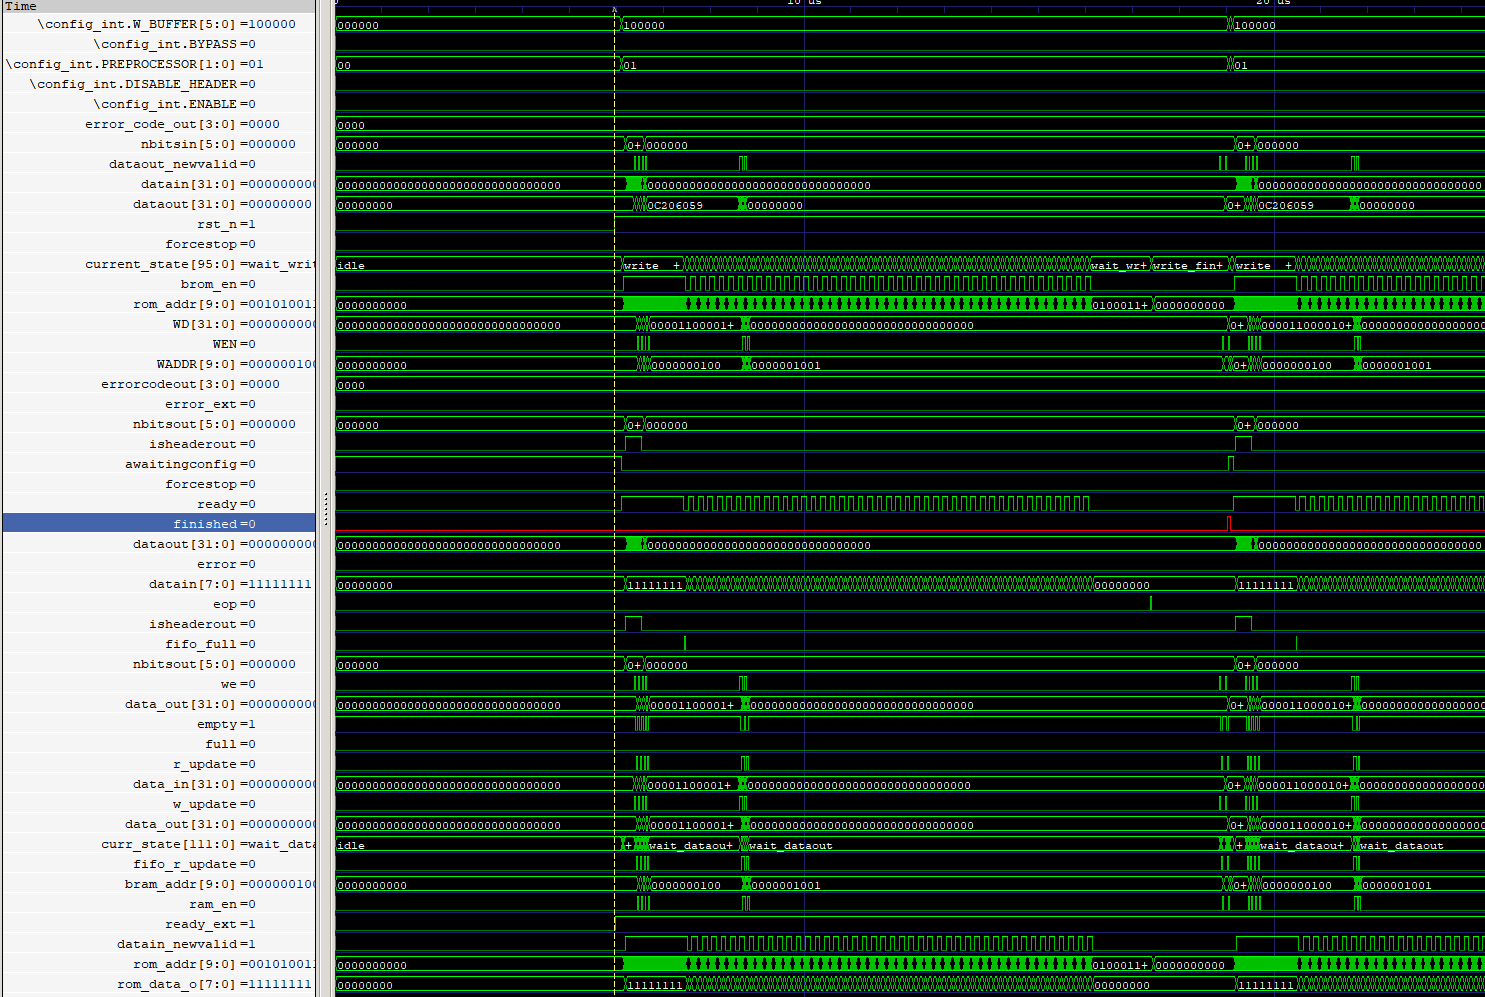 Time 10 us 20 us
\config_int.W_BUFFER[5:0] =100000 000000 100000 100000
\config_int.BYPASS =0
\config_int.PREPROCESSOR[1:0] =01 00 01 01
\config_int.DISABLE_HEADER =0
\config_int.ENABLE =0
error_code_out[3:0] =0000 0000
nbitsin[5:0] =000000 000000 0+ 000000 0+ 000000
dataout_newvalid =0
datain[31:0] =000000000 00000000000000000000000000000000 00000000000000000000000000000000 00000000000000000000000000000000
dataout[31:0] =00000000 00000000 0C206059 00000000 0+ 0C206059 00000000
rst_n =1
forcestop =0
current_state[95:0] =wait_writ idle write + wait_wr+ write_fin+ write +
brom_en =0
rom_addr[9:0] =001010011 0000000000 0100011+ 0000000000
WD[31:0] =000000000 00000000000000000000000000000000 00001100001+ 00000000000000000000000000000000 0+ 000011000010+ 00000000000000000
WEN =0
WADDR[9:0] =000000100 0000000000 0000000100 0000001001 0+ 0000000100 0000001001
errorcodeout[3:0] =0000 0000
error_ext =0
nbitsout[5:0] =000000 000000 0+ 000000 0+ 000000
isheaderout =0
awaitingconfig =0
forcestop =0
ready =0
finished =0
dataout[31:0] =000000000 00000000000000000000000000000000 00000000000000000000000000000000 00000000000000000000000000000000
error =0
datain[7:0] =11111111 00000000 11111111 00000000 11111111
eop =0
isheaderout =0
fifo_full =0
nbitsout[5:0] =000000 000000 0+ 000000 0+ 000000
we =0
data_out[31:0] =000000000 00000000000000000000000000000000 00001100001+ 00000000000000000000000000000000 0+ 000011000010+ 00000000000000000
empty =1
full =0
r_update =0
data_in[31:0] =000000000 00000000000000000000000000000000 00001100001+ 00000000000000000000000000000000 0+ 000011000010+ 00000000000000000
w_update =0
data_out[31:0] =000000000 00000000000000000000000000000000 00001100001+ 00000000000000000000000000000000 0+ 000011000010+ 00000000000000000
curr_state[111:0] =wait_data idle + wait_dataou+ wait_dataout + wait_dataou+ wait_dataout
fifo_r_update =0
bram_addr[9:0] =000000100 0000000000 0000000100 0000001001 0+ 0000000100 0000001001
ram_en =0
ready_ext =1
datain_newvalid =1
rom_addr[9:0] =001010011 0000000000 0100011+ 0000000000
rom_data_o[7:0] =11111111 00000000 11111111 00000000 11111111